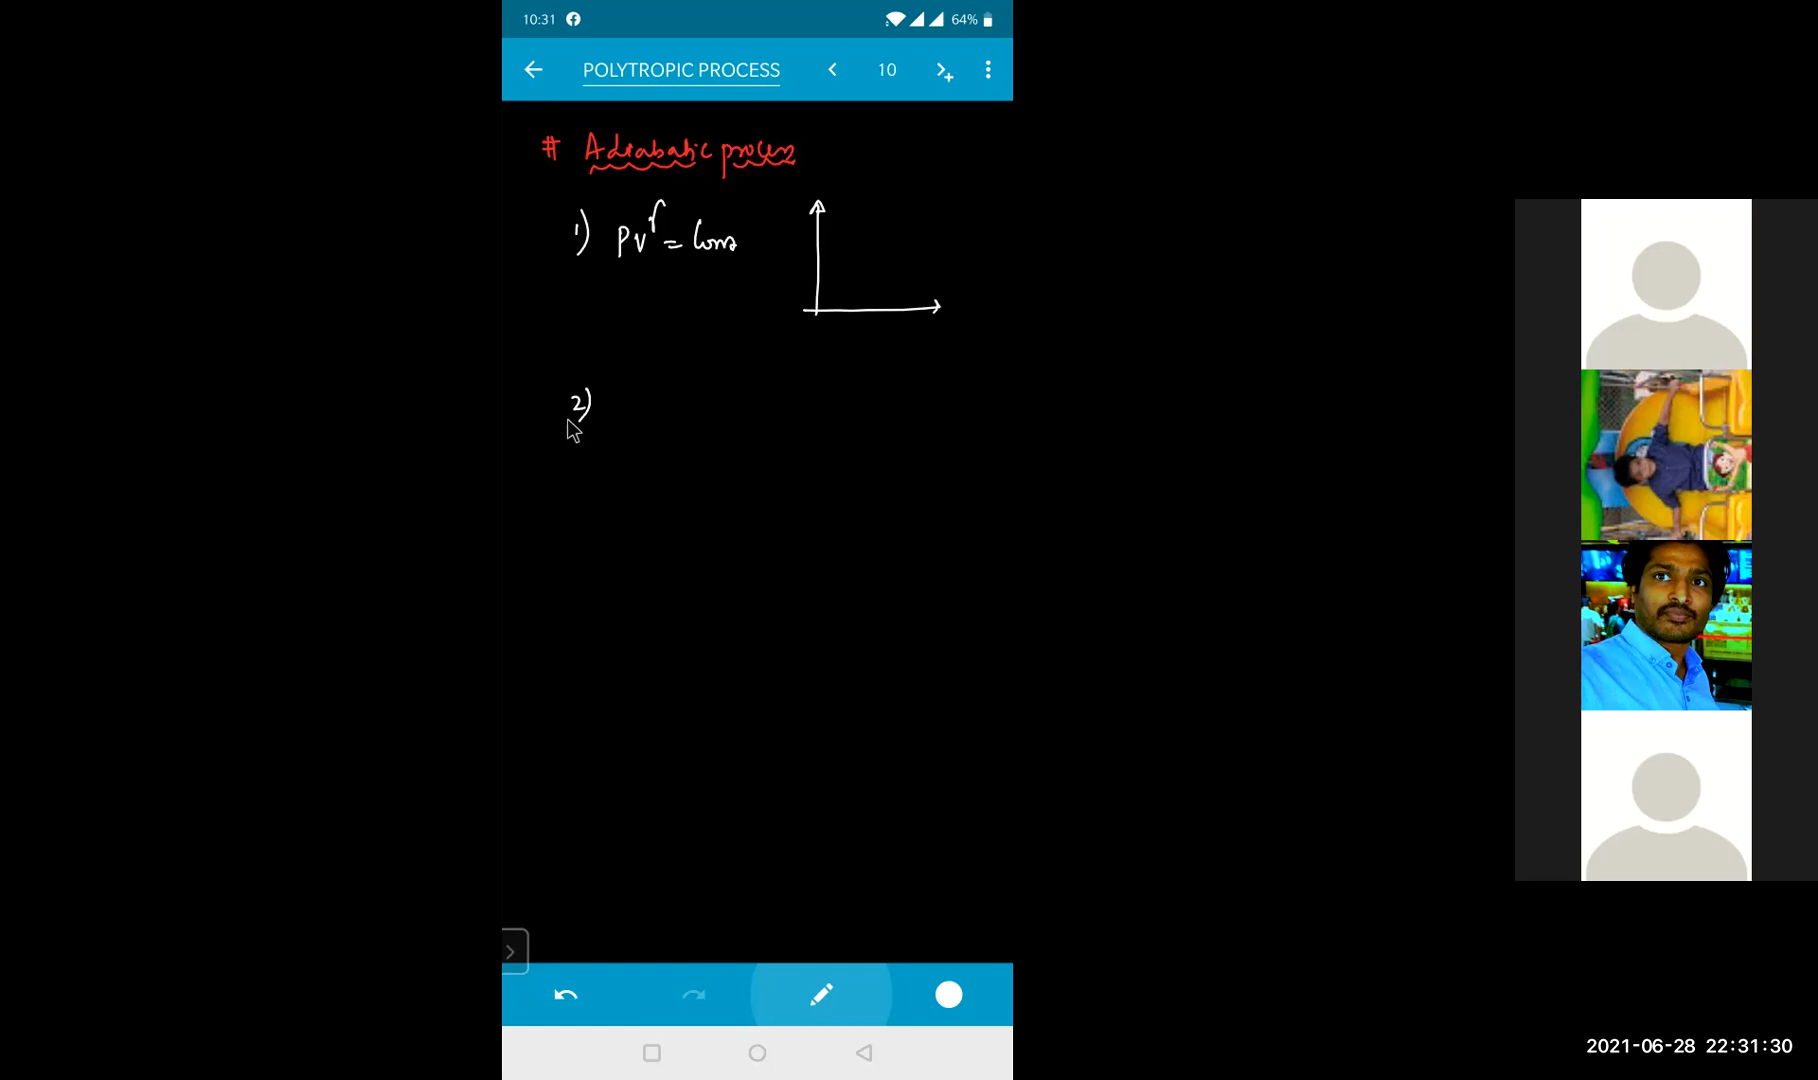 10:31 64%
POLYTROPIC PROCESS 10
# Adiabatic process
1) PV^γ = Cons
2)
2021-06-28 22:31:30